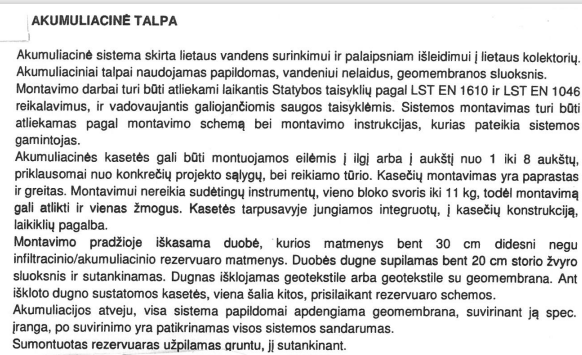 AKUMULIACINĖ TALPA
Akumuliacinė sistema skirta lietaus vandens surinkimui ir palaipsniam išleidimui į lietaus kolektorių.
Akumuliaciniai talpai naudojamas papildomas, vandeniui nelaidus, geomembranos sluoksnis.
Montavimo darbai turi būti atliekami laikantis Statybos taisyklių pagal LST EN 1610 ir LST EN 1046
reikalavimus, ir vadovaujantis galiojančiomis saugos taisyklėmis. Sistemos montavimas turi būti
atliekamas pagal montavimo schemą bei montavimo instrukcijas, kurias pateikia sistemos
gamintojas.
Akumuliacinės kasetės gali būti montuojamos eilėmis į ilgį arba į aukštį nuo 1 iki 8 aukštų,
priklausomai nuo konkrečių projekto sąlygų, bei reikiamo tūrio. Kasečių montavimas yra paprastas
ir greitas. Montavimui nereikia sudėtingų instrumentų, vieno bloko svoris iki 11 kg, todėl montavimą
gali atlikti ir vienas žmogus. Kasetės tarpusavyje jungiamos integruotų, į kasečių konstrukciją,
laikiklių pagalba.
Montavimo pradžioje iškasama duobė, kurios matmenys bent 30 cm didesni negu
infiltracinio/akumuliacinio rezervuaro matmenys. Duobės dugne supilamas bent 20 cm storio žvyro
sluoksnis ir sutankinamas. Dugnas išklojamas geotekstile arba geotekstile su geomembrana. Ant
iškloto dugno sustatomos kasetės, viena šalia kitos, prisilaikant rezervuaro schemos.
Akumuliacijos atveju, visa sistema papildomai apdengiama geomembrana, suvirinant ją spec.
įranga, po suvirinimo yra patikrinamas visos sistemos sandarumas.
Sumontuotas rezervuaras užpilamas gruntu, jį sutankinant.